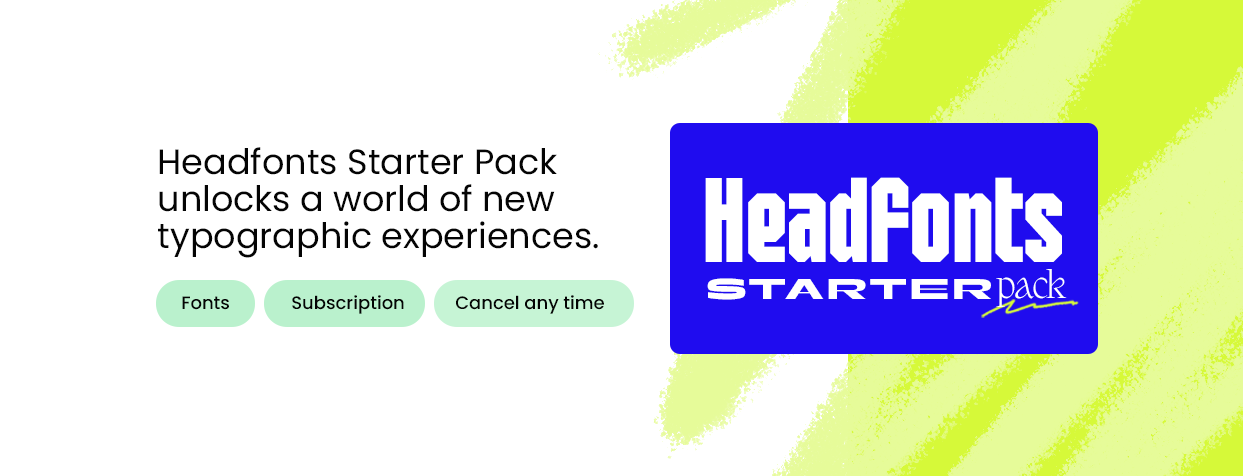 Headfonts Starter Pack
unlocks a world of new
typographic experiences.
Fonts
Subscription
Cancel any time
Headfonts
STARTER pack